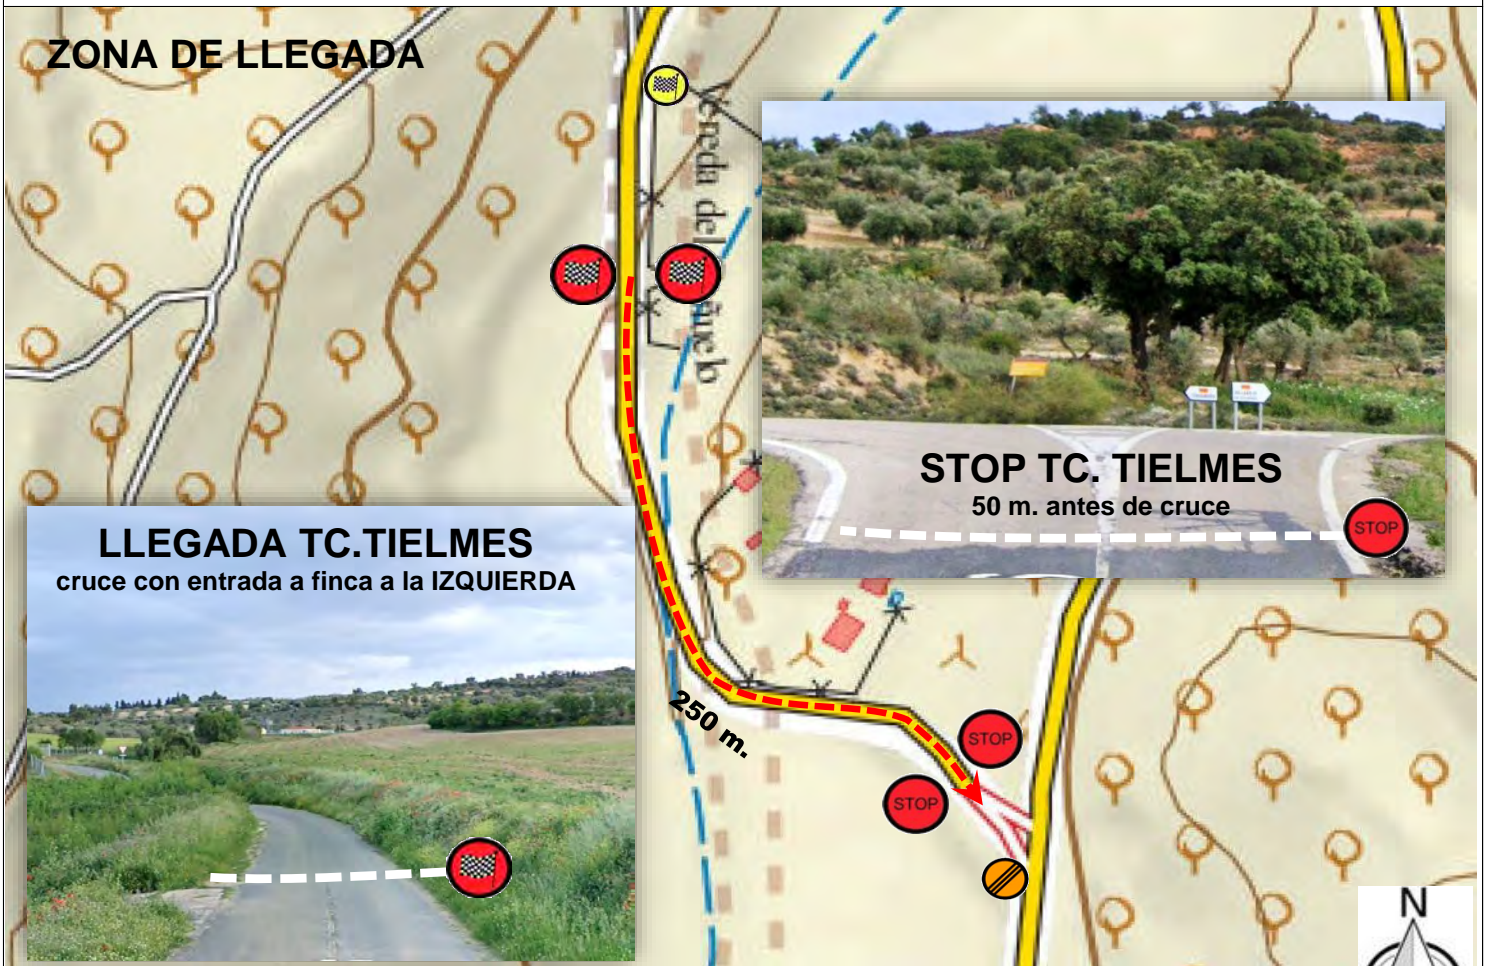 ZONA DE LLEGADA
Vereda del
STOP TC. TIELMES
50 m. antes de cruce
STOP
LLEGADA TC.TIELMES
cruce con entrada a finca a la IZQUIERDA
250 m.
STOP
STOP
N